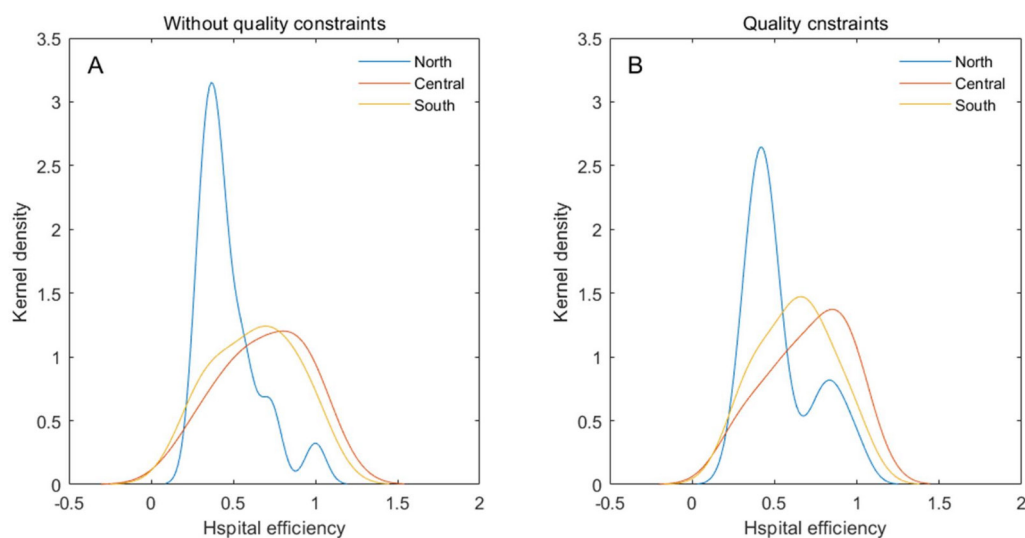 Without quality constraints
A
North
Central
South
3.5
3
2.5
2
1.5
1
0.5
0
Kernel density
-0.5
0
0.5
1
1.5
2
Hspital efficiency
Quality cnstraints
B
North
Central
South
3.5
3
2.5
2
1.5
1
0.5
0
Kernel density
-0.5
0
0.5
1
1.5
2
Hspital efficiency